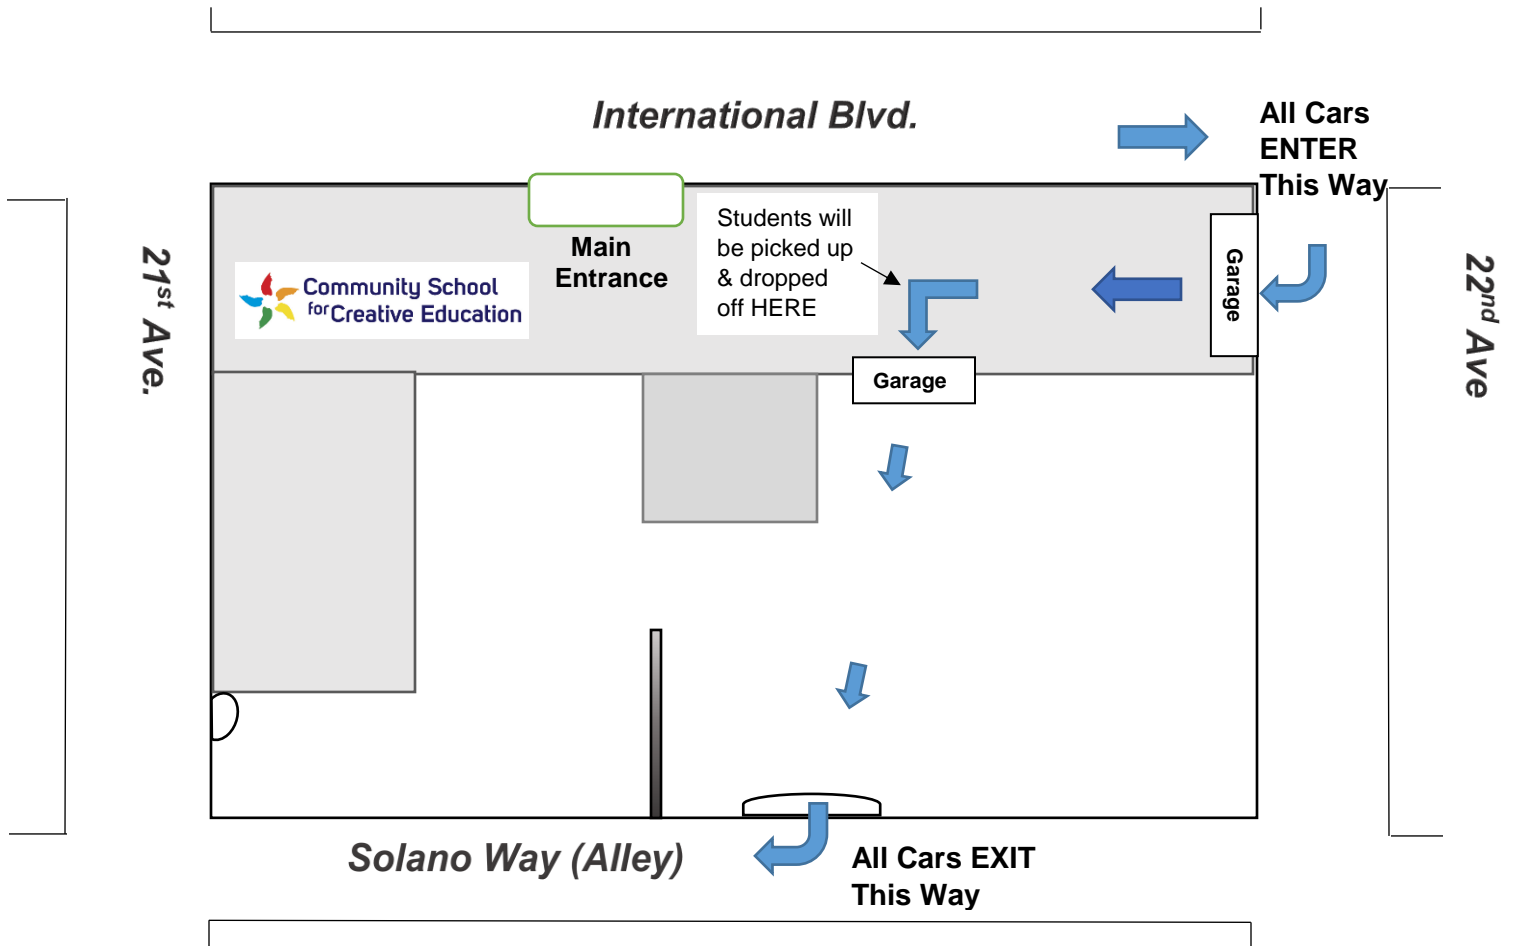 International Blvd.
All Cars
ENTER
This Way
Main
Entrance
Students will
be picked up
& dropped
off HERE
Community School
for Creative Education
21st Ave.
Garage
22nd Ave
Garage
Solano Way (Alley)
All Cars EXIT
This Way